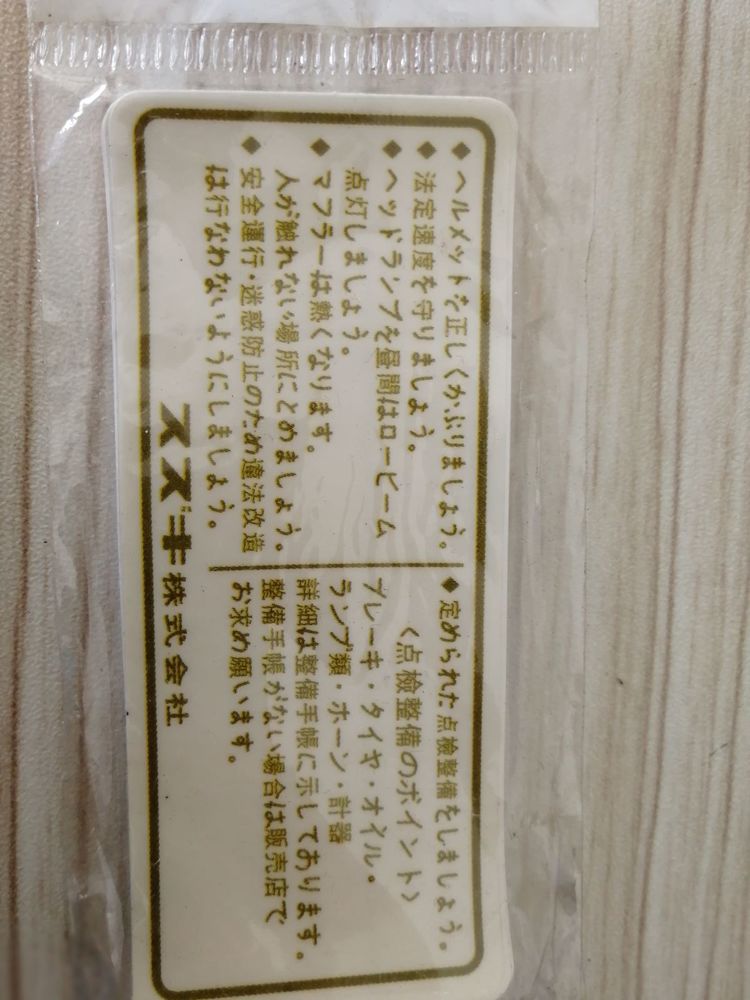 ◆ヘルメットを正しくかぶりましょう。
◆法定速度を守りましょう。
◆ヘッドランプを昼間はロービーム
点灯しましょう。
◆マフラーは熱くなります。
人が触れない場所にとめましょう。
◆安全運行・迷惑防止のため違法改造
は行なわないようにしましょう。
◆定められた点検整備をしましょう。
〈点検整備のポイント〉
ブレーキ・タイヤ・オイル・
ランプ類・ホーン・計器
詳細は整備手帳に示してあります。
整備手帳がない場合は販売店で
お求め願います。
スズキ株式会社